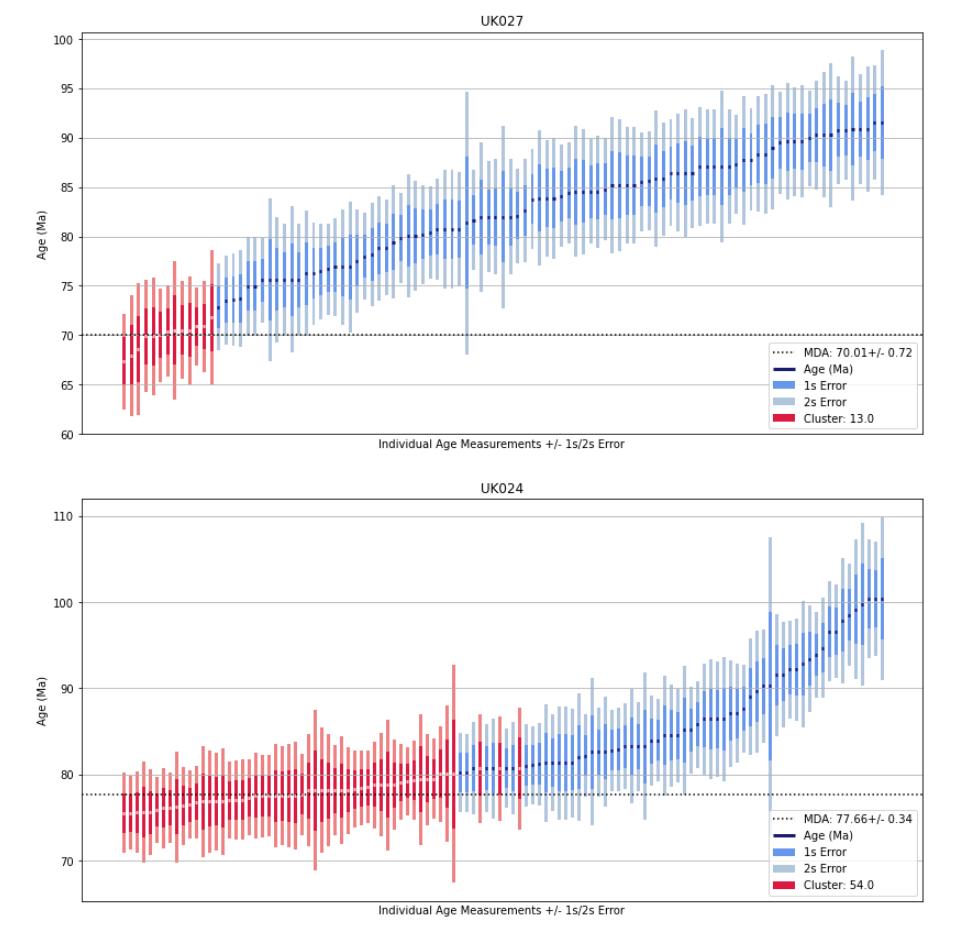 UK027
100
95
90
85
80
75
70
65
60
Age (Ma)
MDA: 70.01+/- 0.72
Age (Ma)
1s Error
2s Error
Cluster: 13.0
Individual Age Measurements +/- 1s/2s Error
UK024
110
100
90
80
70
Age (Ma)
MDA: 77.66+/- 0.34
Age (Ma)
1s Error
2s Error
Cluster: 54.0
Individual Age Measurements +/- 1s/2s Error